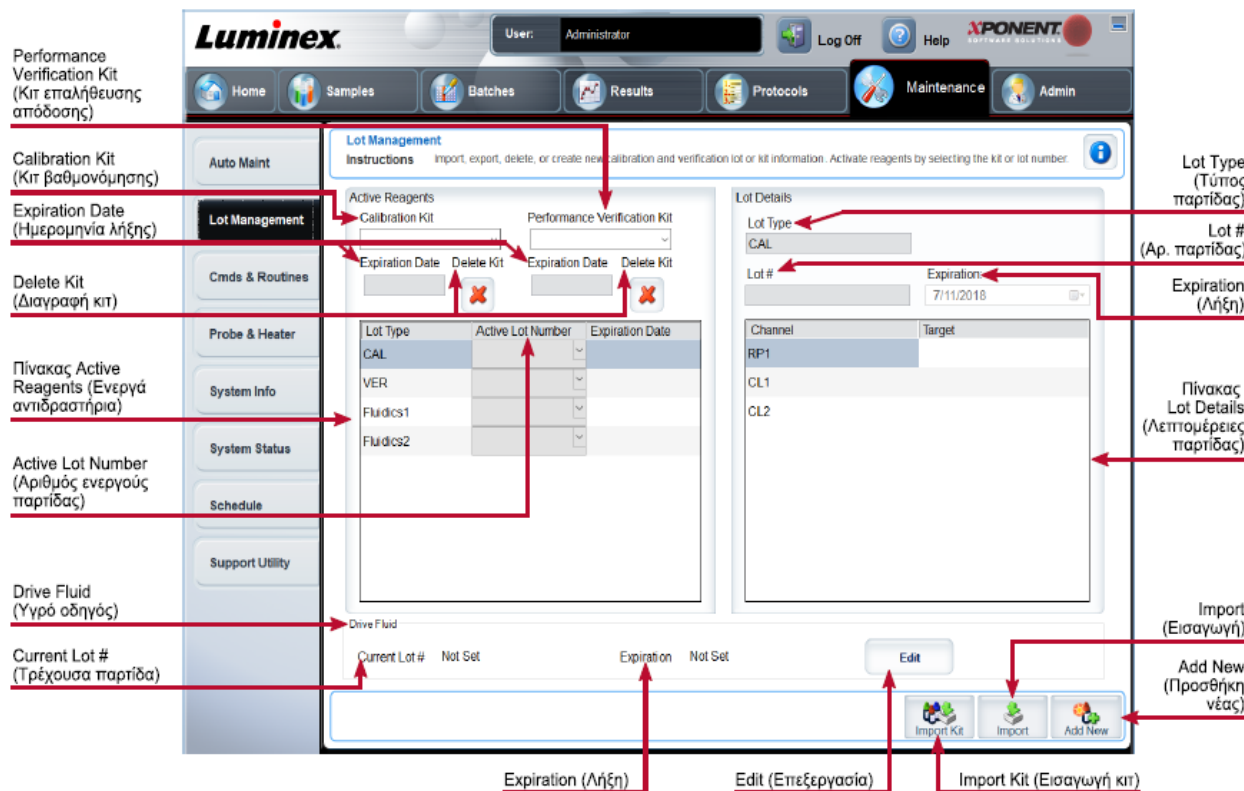 Luminex.
User:
Administrator
Log Off
Help
XPONENT.
SOFTWARE SOLUTIONS
Home
Samples
Batches
Results
Protocols
Maintenance
Admin
Performance
Verification Kit
(Κιτ επαλήθευσης
απόδοσης)
Calibration Kit
(Κιτ βαθμονόμησης)
Expiration Date
(Ημερομηνία λήξης)
Delete Kit
(Διαγραφή κιτ)
Πίνακας Active
Reagents (Ενεργά
αντιδραστήρια)
Active Lot Number
(Αριθμός ενεργούς
παρτίδας)
Drive Fluid
(Υγρό οδηγός)
Current Lot #
(Τρέχουσα παρτίδα)
Auto Maint
Lot Management
Cmds & Routines
Probe & Heater
System Info
System Status
Schedule
Support Utility
Lot Management
Instructions Import, export, delete, or create new calibration and verification lot or kit information. Activate reagents by selecting the kit or lot number.
Active Reagents
Calibration Kit
Performance Verification Kit
Expiration Date
Delete Kit
Expiration Date
Delete Kit
Lot Type
Active Lot Number
Expiration Date
CAL
VER
Fluidics1
Fluidics2
Lot Details
Lot Type
CAL
Lot #
Expiration
7/11/2018
Channel
Target
RP1
CL1
CL2
Drive Fluid
Current Lot #
Not Set
Expiration
Not Set
Edit
Import Kit
Import
Add New
Lot Type
(Τύπος
παρτίδας)
Lot #
(Αρ. παρτίδας)
Expiration
(Λήξη)
Πίνακας
Lot Details
(Λεπτομέρειες
παρτίδας)
Import
(Εισαγωγή)
Add New
(Προσθήκη
νέας)
Expiration (Λήξη)
Edit (Επεξεργασία)
Import Kit (Εισαγωγή κιτ)